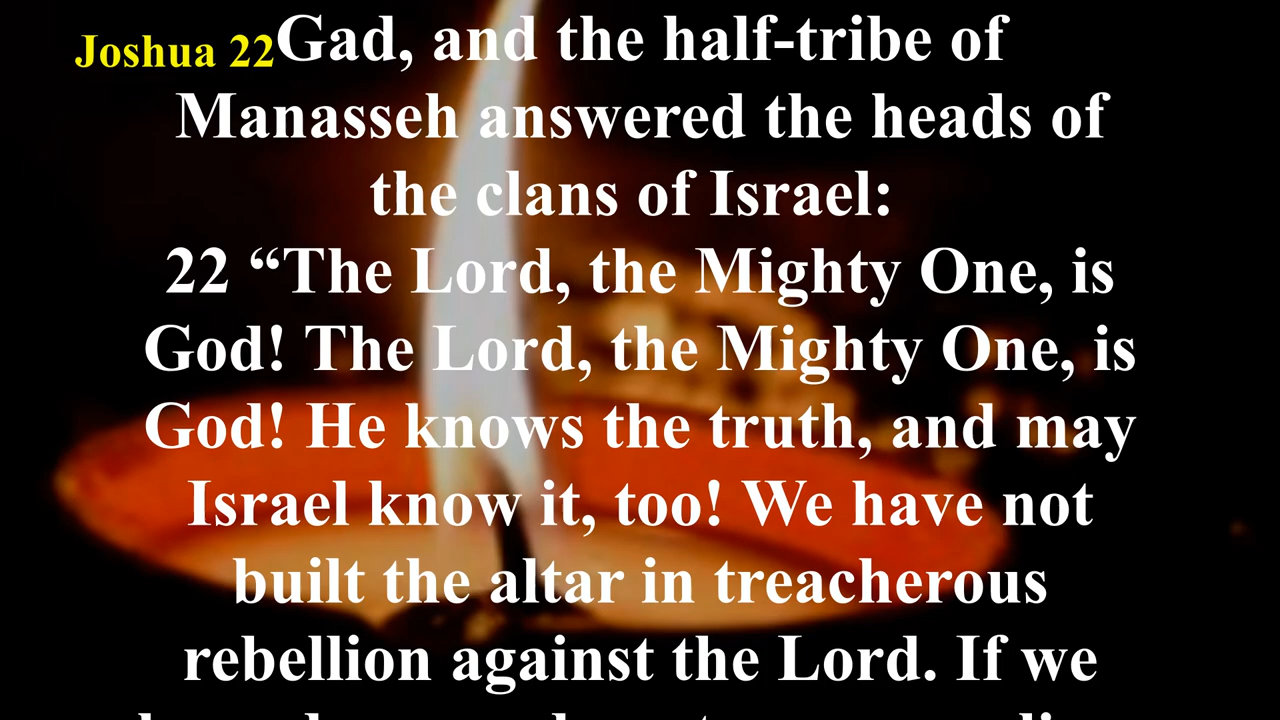 Joshua 22
Gad, and the half-tribe of
Manasseh answered the heads of
the clans of Israel:
22 “The Lord, the Mighty One, is
God! The Lord, the Mighty One, is
God! He knows the truth, and may
Israel know it, too! We have not
built the altar in treacherous
rebellion against the Lord. If we